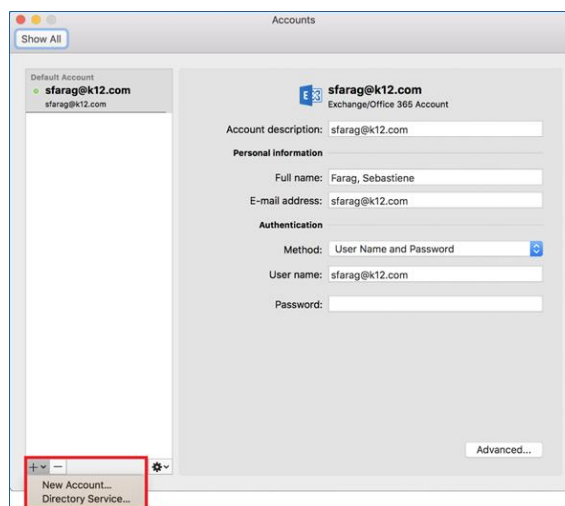 Accounts
Show All
Default Account
sfarag@k12.com
sfarag@k12.com
sfarag@k12.com
Exchange/Office 365 Account
Account description: sfarag@k12.com
Personal information
Full name: Farag, Sebastiene
E-mail address: sfarag@k12.com
Authentication
Method: User Name and Password
User name: sfarag@k12.com
Password:
Advanced...
New Account...
Directory Service...